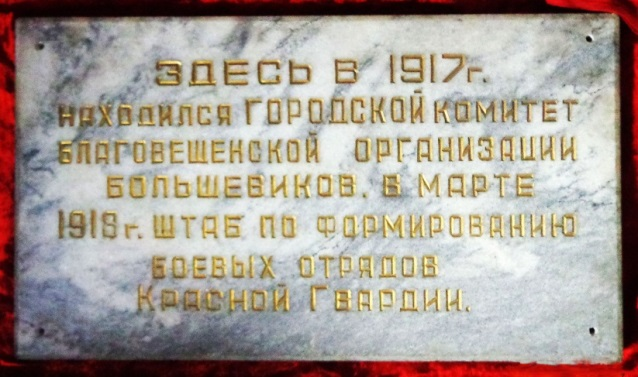 ЗДЕСЬ В 1917г.
НАХОДИЛСЯ ГОРОДСКОЙ КОМИТЕТ
БЛАГОВЕЩЕНСКОЙ ОРГАНИЗАЦИИ
БОЛЬШЕВИКОВ, В МАРТЕ
1918г. ШТАБ ПО ФОРМИРОВАНИЮ
БОЕВЫХ ОТРЯДОВ
КРАСНОЙ ГВАРДИИ.